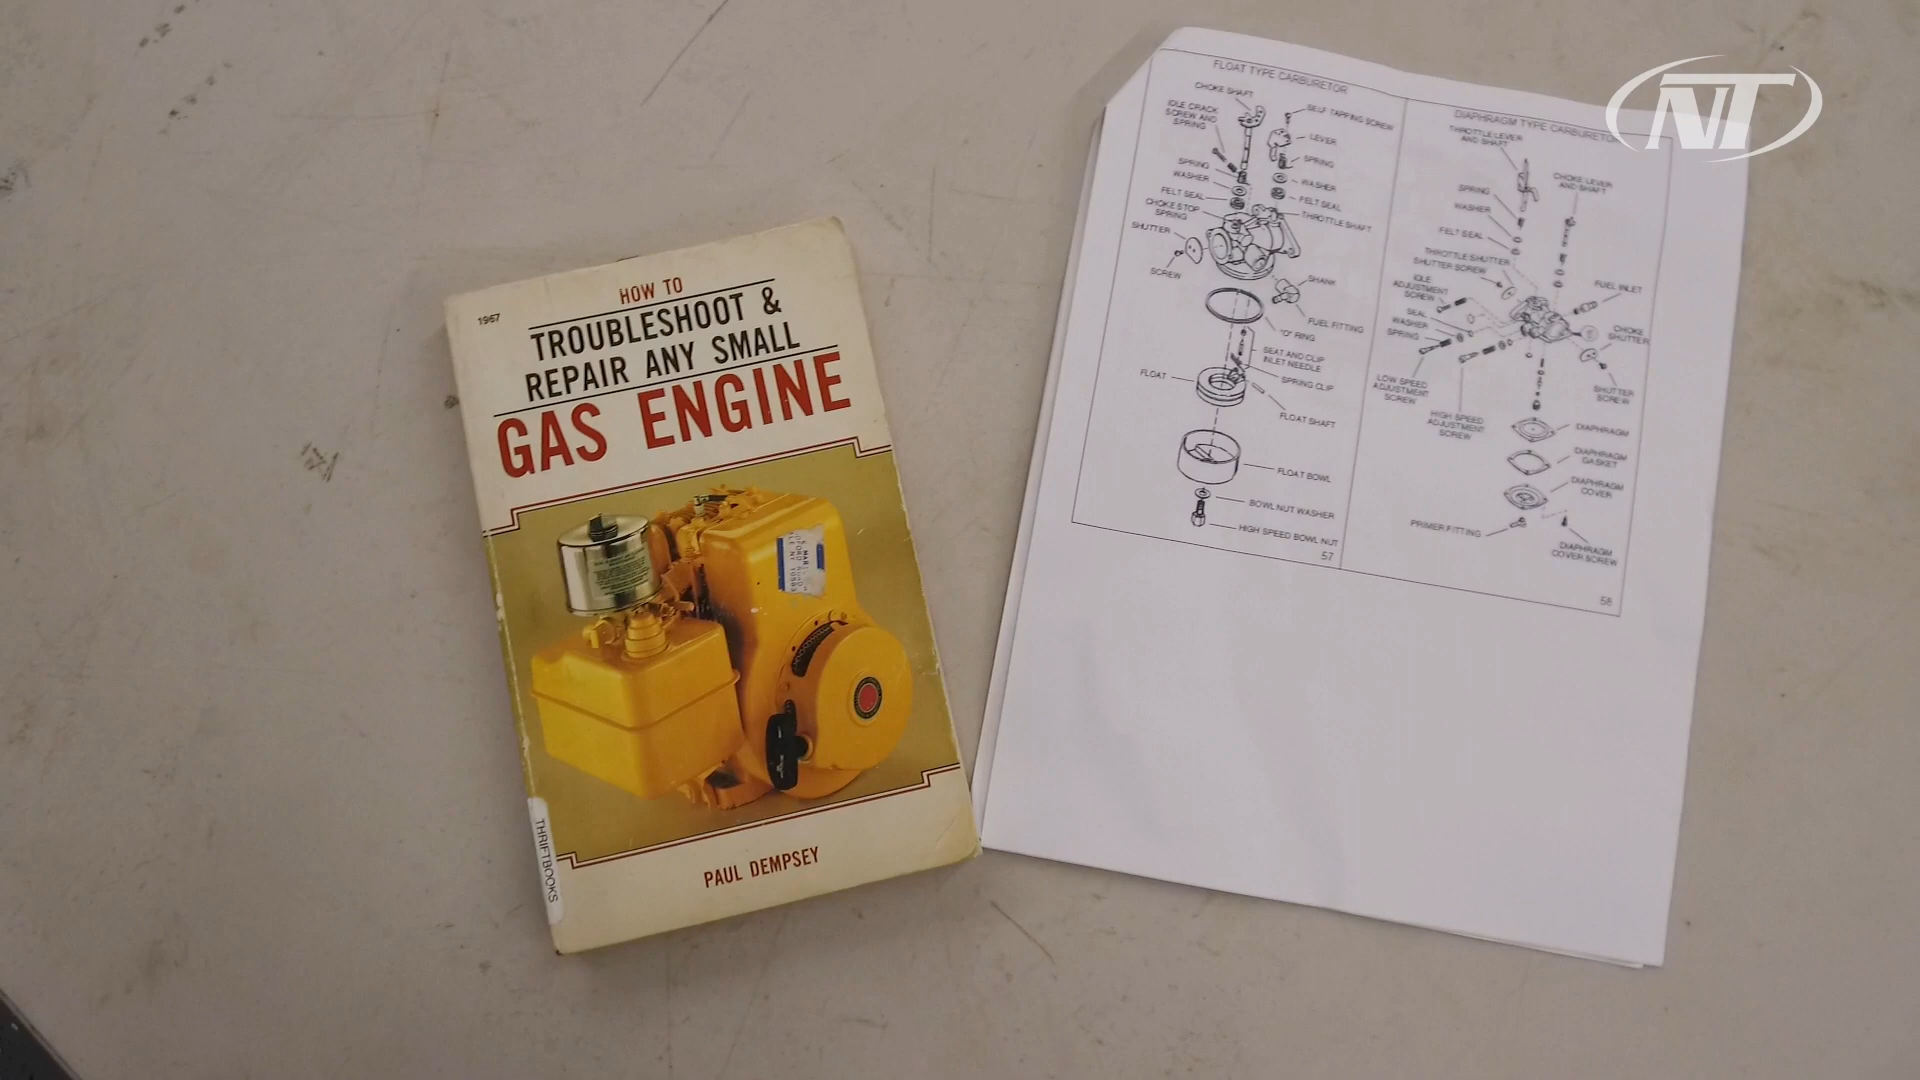 1957
HOW TO
TROUBLESHOOT &
REPAIR ANY SMALL
GAS ENGINE
PAUL DEMPSEY
THRIFTBOOKS
FLOAT TYPE CARBURETOR
CHOKE SHAFT
IDLE CRACK
SCREW AND
SPRING
SELF TAPPING SCREW
LEVER
SPRING
SPRING
WASHER
WASHER
FELT SEAL
FELT SEAL
CHOKE STOP
SPRING
THROTTLE SHAFT
SHUTTER
SCREW
SHANK
FUEL FITTING
"O" RING
SEAT AND CLIP
INLET NEEDLE
FLOAT
SPRING CLIP
FLOAT SHAFT
FLOAT BOWL
BOWL NUT WASHER
HIGH SPEED BOWL NUT
57
DIAPHRAGM TYPE CARBURETOR
THROTTLE LEVER
AND SHAFT
CHOKE LEVER
AND SHAFT
SPRING
WASHER
FELT SEAL
THROTTLE SHUTTER
SHUTTER SCREW
IDLE
ADJUSTMENT
SCREW
FUEL INLET
SEAL
WASHER
SPRING
CHOKE
SHUTTER
LOW SPEED
ADJUSTMENT
SCREW
SHUTTER
SCREW
HIGH SPEED
ADJUSTMENT
SCREW
DIAPHRAGM
DIAPHRAGM
GASKET
DIAPHRAGM
COVER
PRIMER FITTING
DIAPHRAGM
COVER SCREW
58
NT